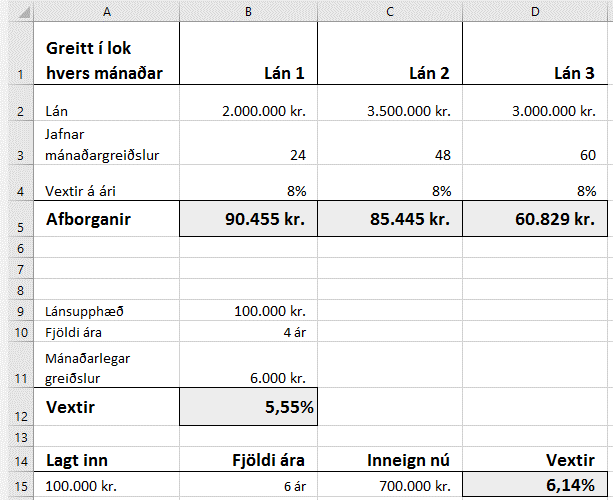 A B C D
1 Greitt í lok
hvers mánaðar Lán 1 Lán 2 Lán 3
2 Lán 2.000.000 kr. 3.500.000 kr. 3.000.000 kr.
Jafnar
3 mánaðargreiðslur 24 48 60
4 Vextir á ári 8% 8% 8%
5 Afborganir 90.455 kr. 85.445 kr. 60.829 kr.
6
7
8
9 Lánsupphæð 100.000 kr.
10 Fjöldi ára 4 ár
Mánaðarlegar
11 greiðslur 6.000 kr.
12 Vextir 5,55%
13
14 Lagt inn Fjöldi ára Inneign nú Vextir
15 100.000 kr. 6 ár 700.000 kr. 6,14%